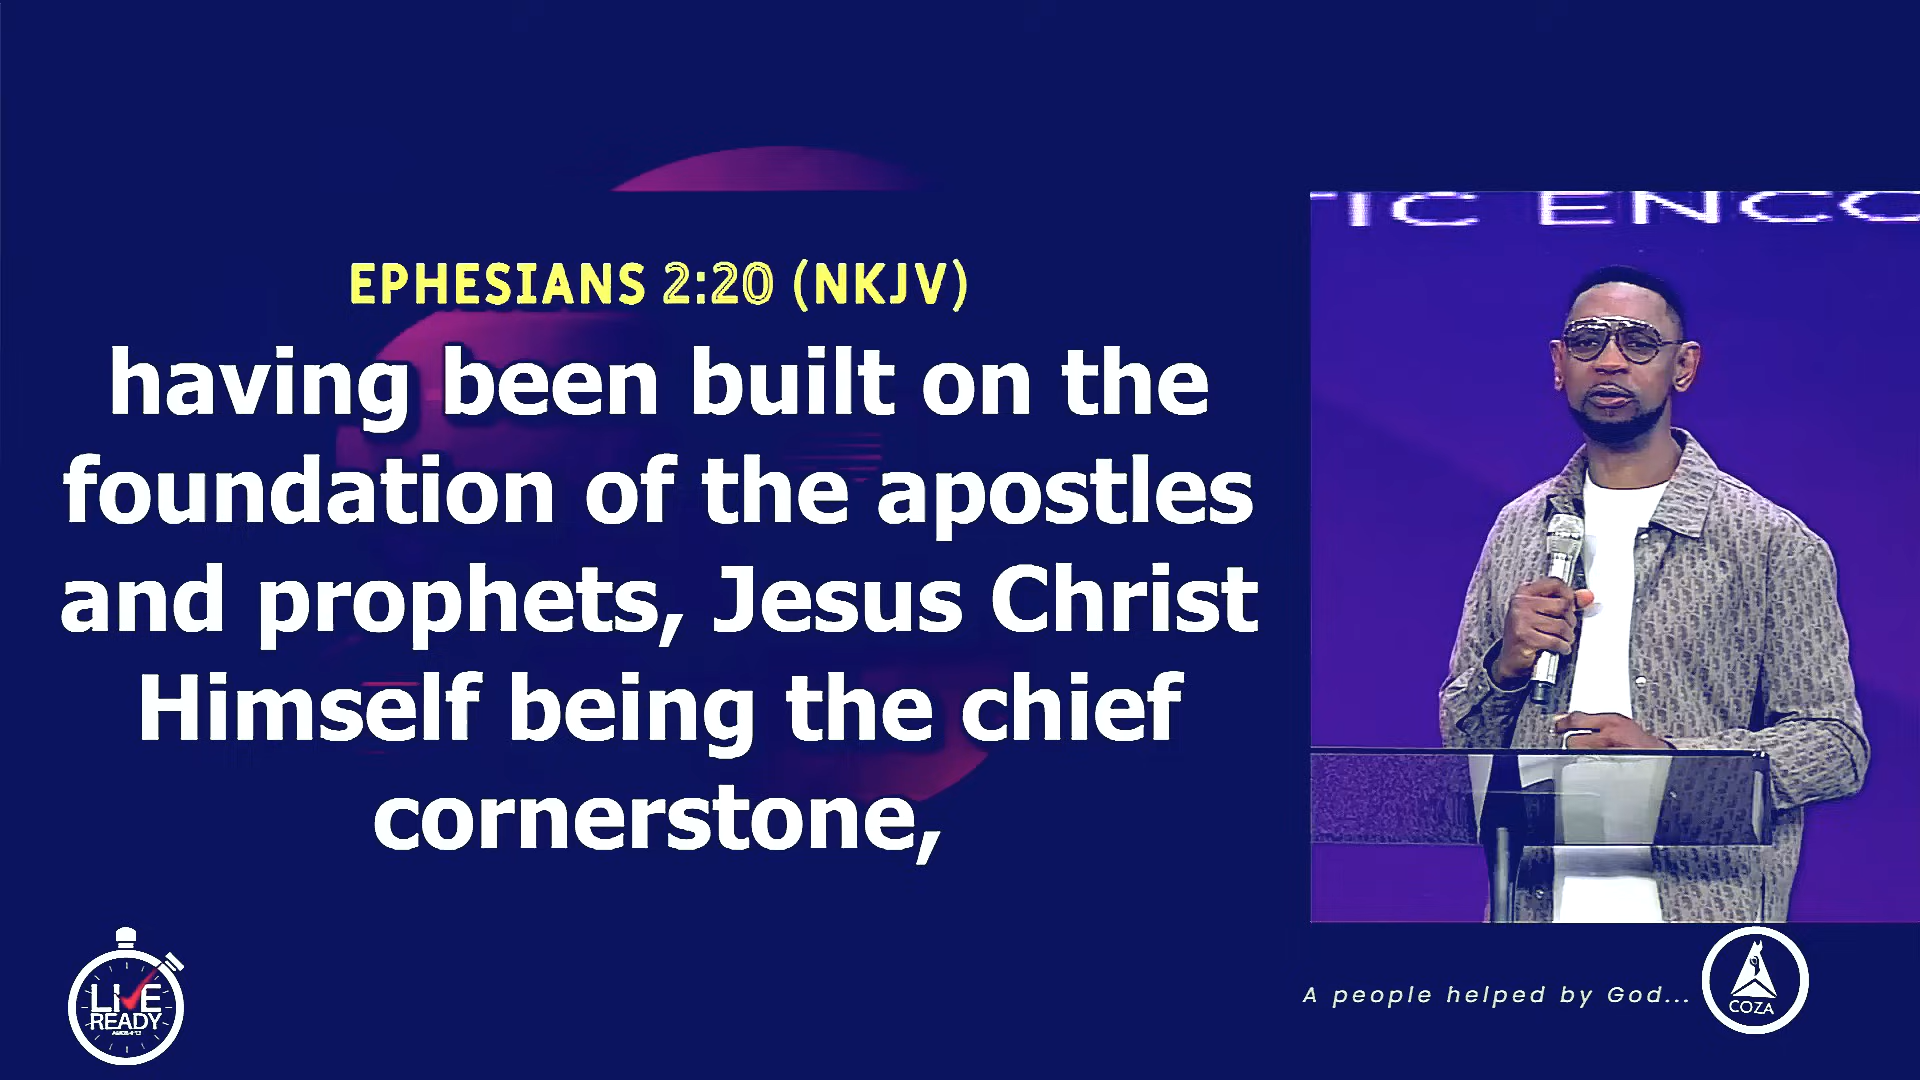 TIC ENCO
EPHESIANS 2:20 (NKJV)
having been built on the
foundation of the apostles
and prophets, Jesus Christ
Himself being the chief
cornerstone,
LIVE
READY
A people helped by God...
COZA